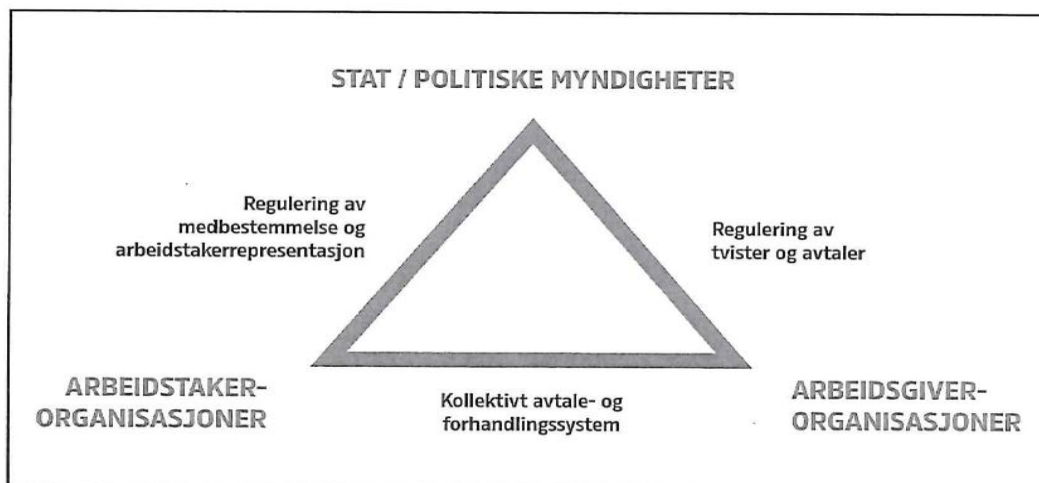 STAT / POLITISKE MYNDIGHETER
Regulering av
medbestemmelse og
arbeidstakerrepresentasjon
Regulering av
tvister og avtaler
ARBEIDSTAKER-
ORGANISASJONER
Kollektivt avtale- og
forhandlingssystem
ARBEIDSGIVER-
ORGANISASJONER